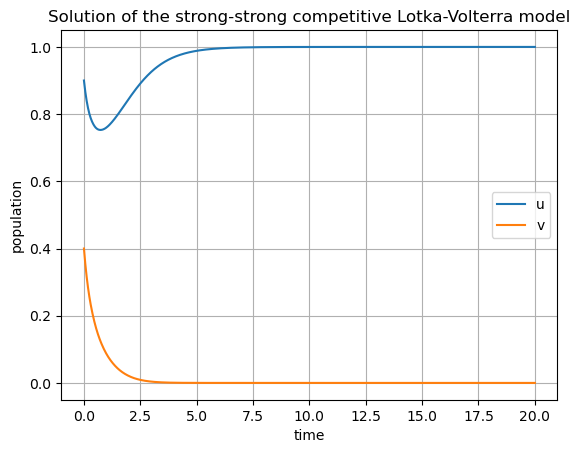 Solution of the strong-strong competitive Lotka-Volterra model
1.0
0.8
0.6
0.4
0.2
0.0
population
u
v
0.0 2.5 5.0 7.5 10.0 12.5 15.0 17.5 20.0
time